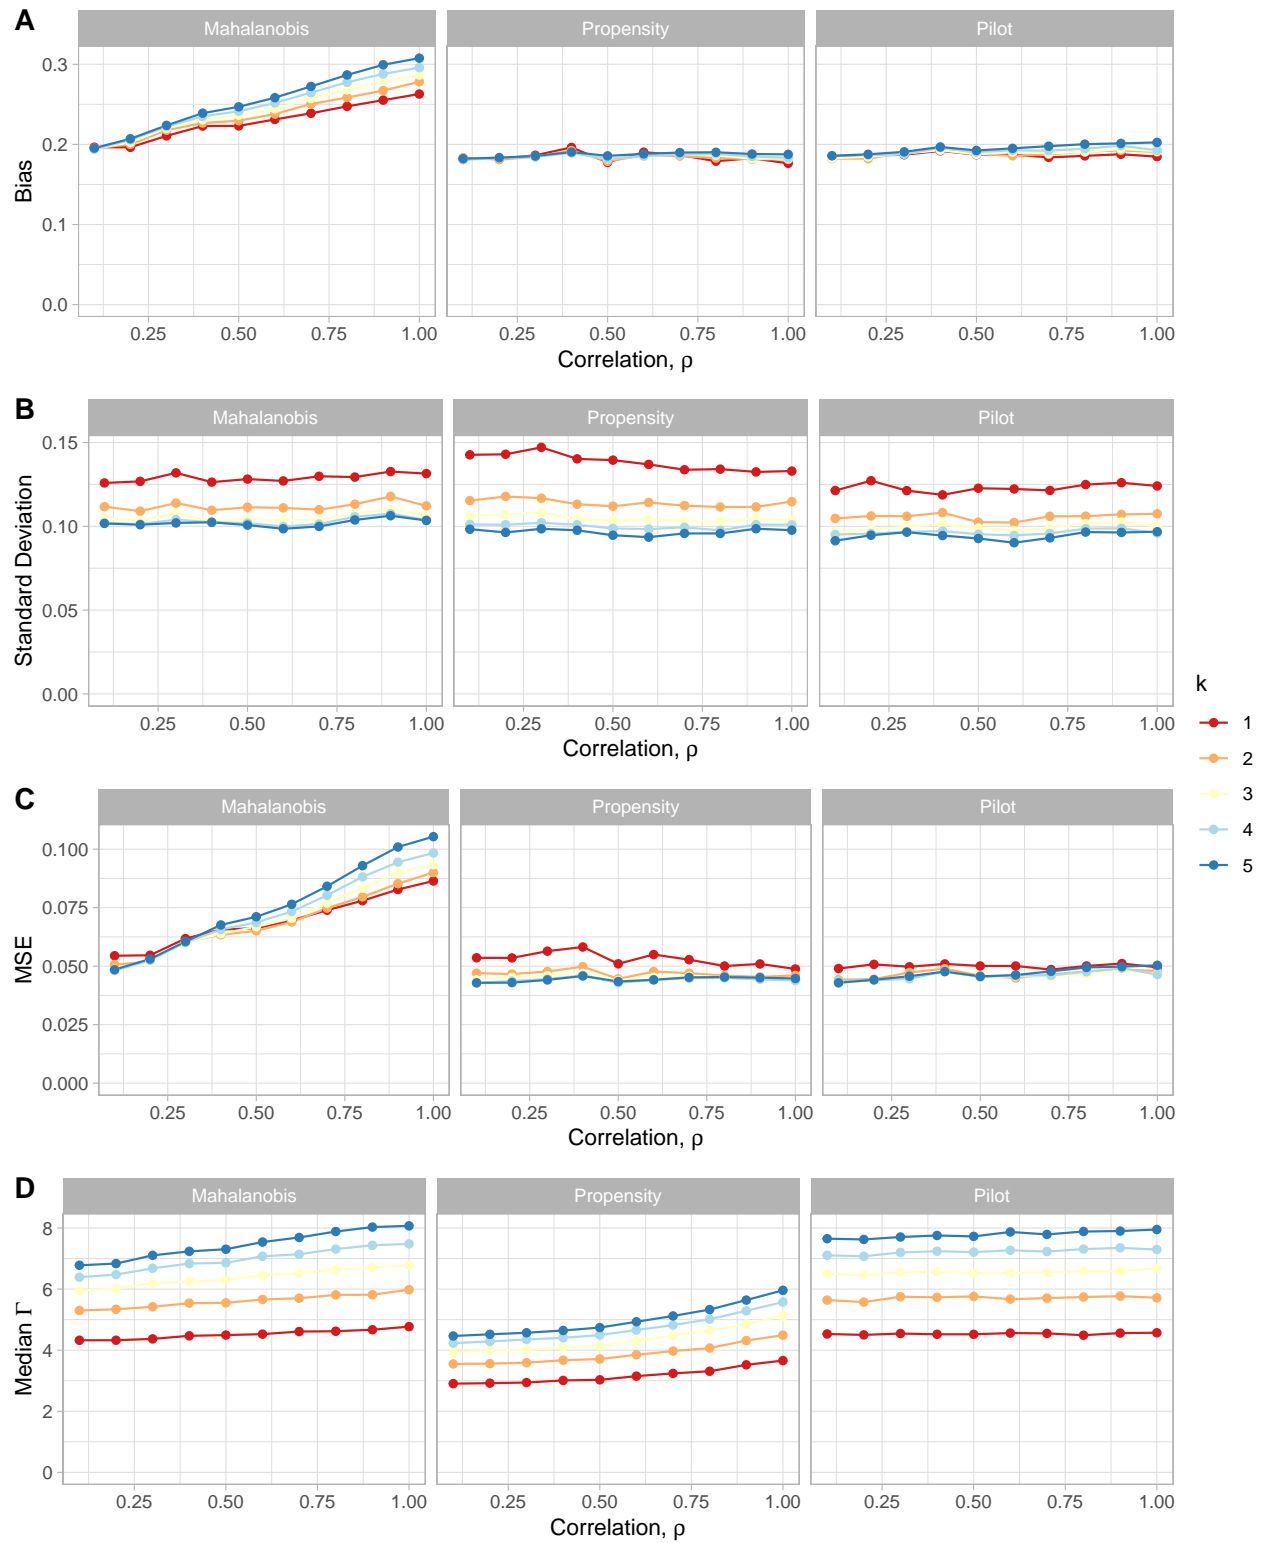 A
Mahalanobis
Propensity
Pilot
0.3
0.2
0.1
0.0
Bias
0.25 0.50 0.75 1.00
0.25 0.50 0.75 1.00
0.25 0.50 0.75 1.00
Correlation, ρ
B
Mahalanobis
Propensity
Pilot
0.15
0.10
0.05
0.00
Standard Deviation
0.25 0.50 0.75 1.00
0.25 0.50 0.75 1.00
0.25 0.50 0.75 1.00
Correlation, ρ
k
1
2
3
4
5
C
Mahalanobis
Propensity
Pilot
0.100
0.075
0.050
0.025
0.000
MSE
0.25 0.50 0.75 1.00
0.25 0.50 0.75 1.00
0.25 0.50 0.75 1.00
Correlation, ρ
D
Mahalanobis
Propensity
Pilot
8
6
4
2
0
Median Γ
0.25 0.50 0.75 1.00
0.25 0.50 0.75 1.00
0.25 0.50 0.75 1.00
Correlation, ρ